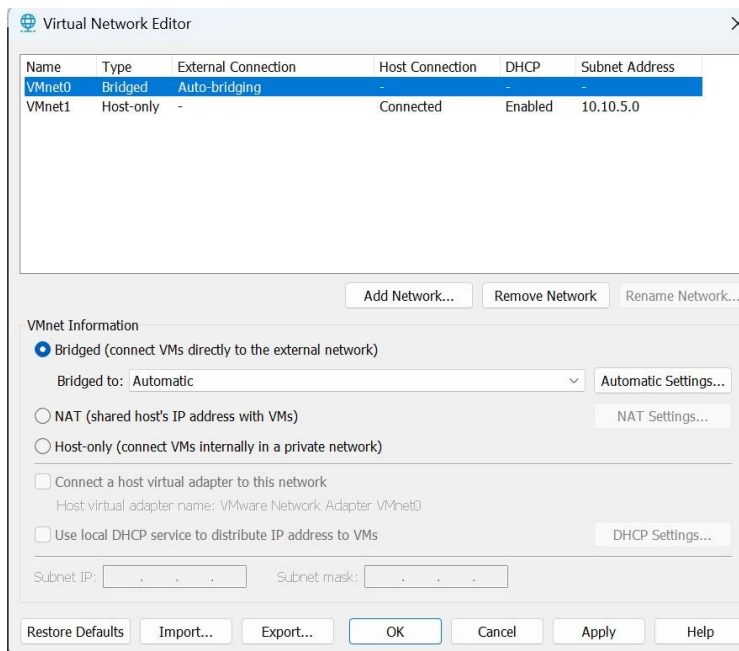 Virtual Network Editor
Name Type External Connection Host Connection DHCP Subnet Address
VMnet0 Bridged Auto-bridging - - -
VMnet1 Host-only - Connected Enabled 10.10.5.0
Add Network... Remove Network Rename Network...
VMnet Information
Bridged (connect VMs directly to the external network)
Bridged to: Automatic Automatic Settings...
NAT (shared host's IP address with VMs) NAT Settings...
Host-only (connect VMs internally in a private network)
Connect a host virtual adapter to this network
Host virtual adapter name: VMware Network Adapter VMnet0
Use local DHCP service to distribute IP address to VMs DHCP Settings...
Subnet IP: . . . Subnet mask: . . .
Restore Defaults Import... Export... OK Cancel Apply Help